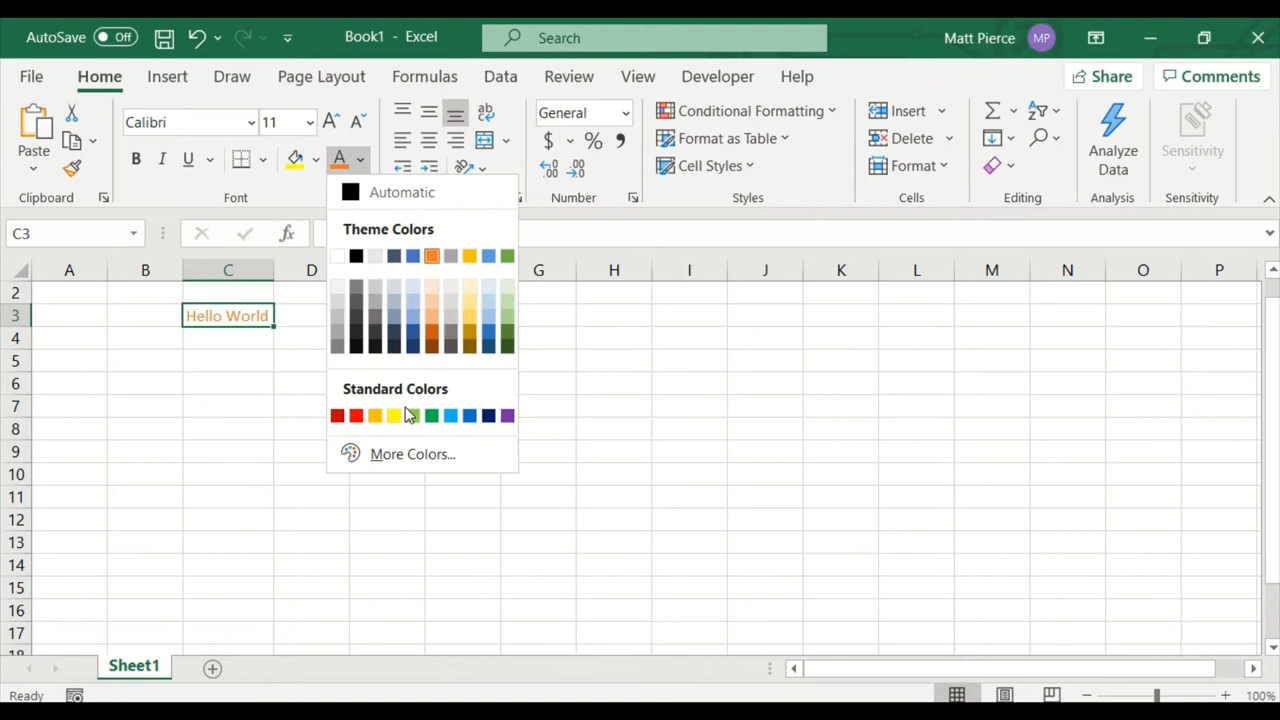 AutoSave Off Book1 - Excel Search Matt Pierce MP
File Home Insert Draw Page Layout Formulas Data Review View Developer Help Share Comments
Paste Calibri 11 A A General Conditional Formatting Insert Analyze Data Sensitivity
B I U A $ % Format as Table Delete
Cell Styles Format
Clipboard Font Number Styles Cells Editing Analysis Sensitivity
Automatic
C3 fx
Theme Colors
A B C D G H I J K L M N O P
2
3 Hello World
4
5
6
Standard Colors
7
8
More Colors...
9
10
11
12
13
14
15
16
17
18
Sheet1
Ready 100%